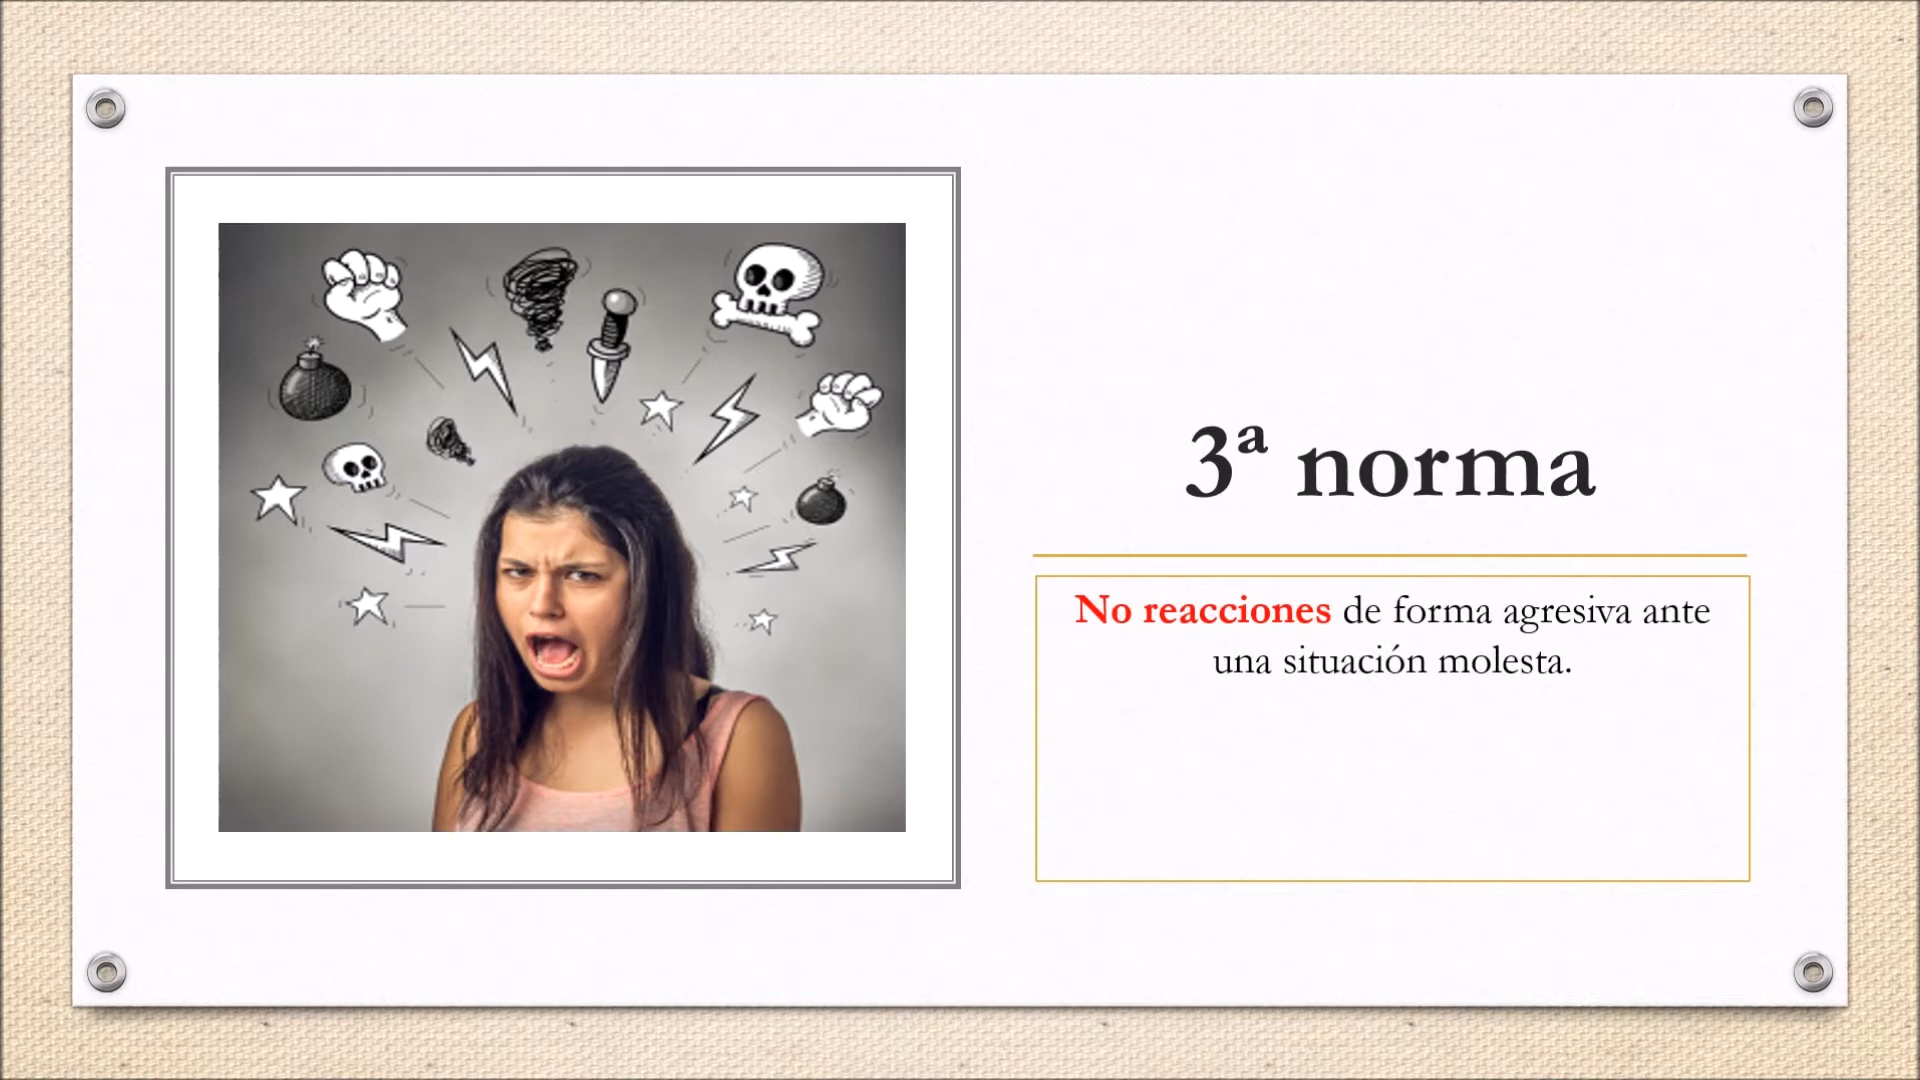 3ª norma
No reacciones de forma agresiva ante
una situación molesta.